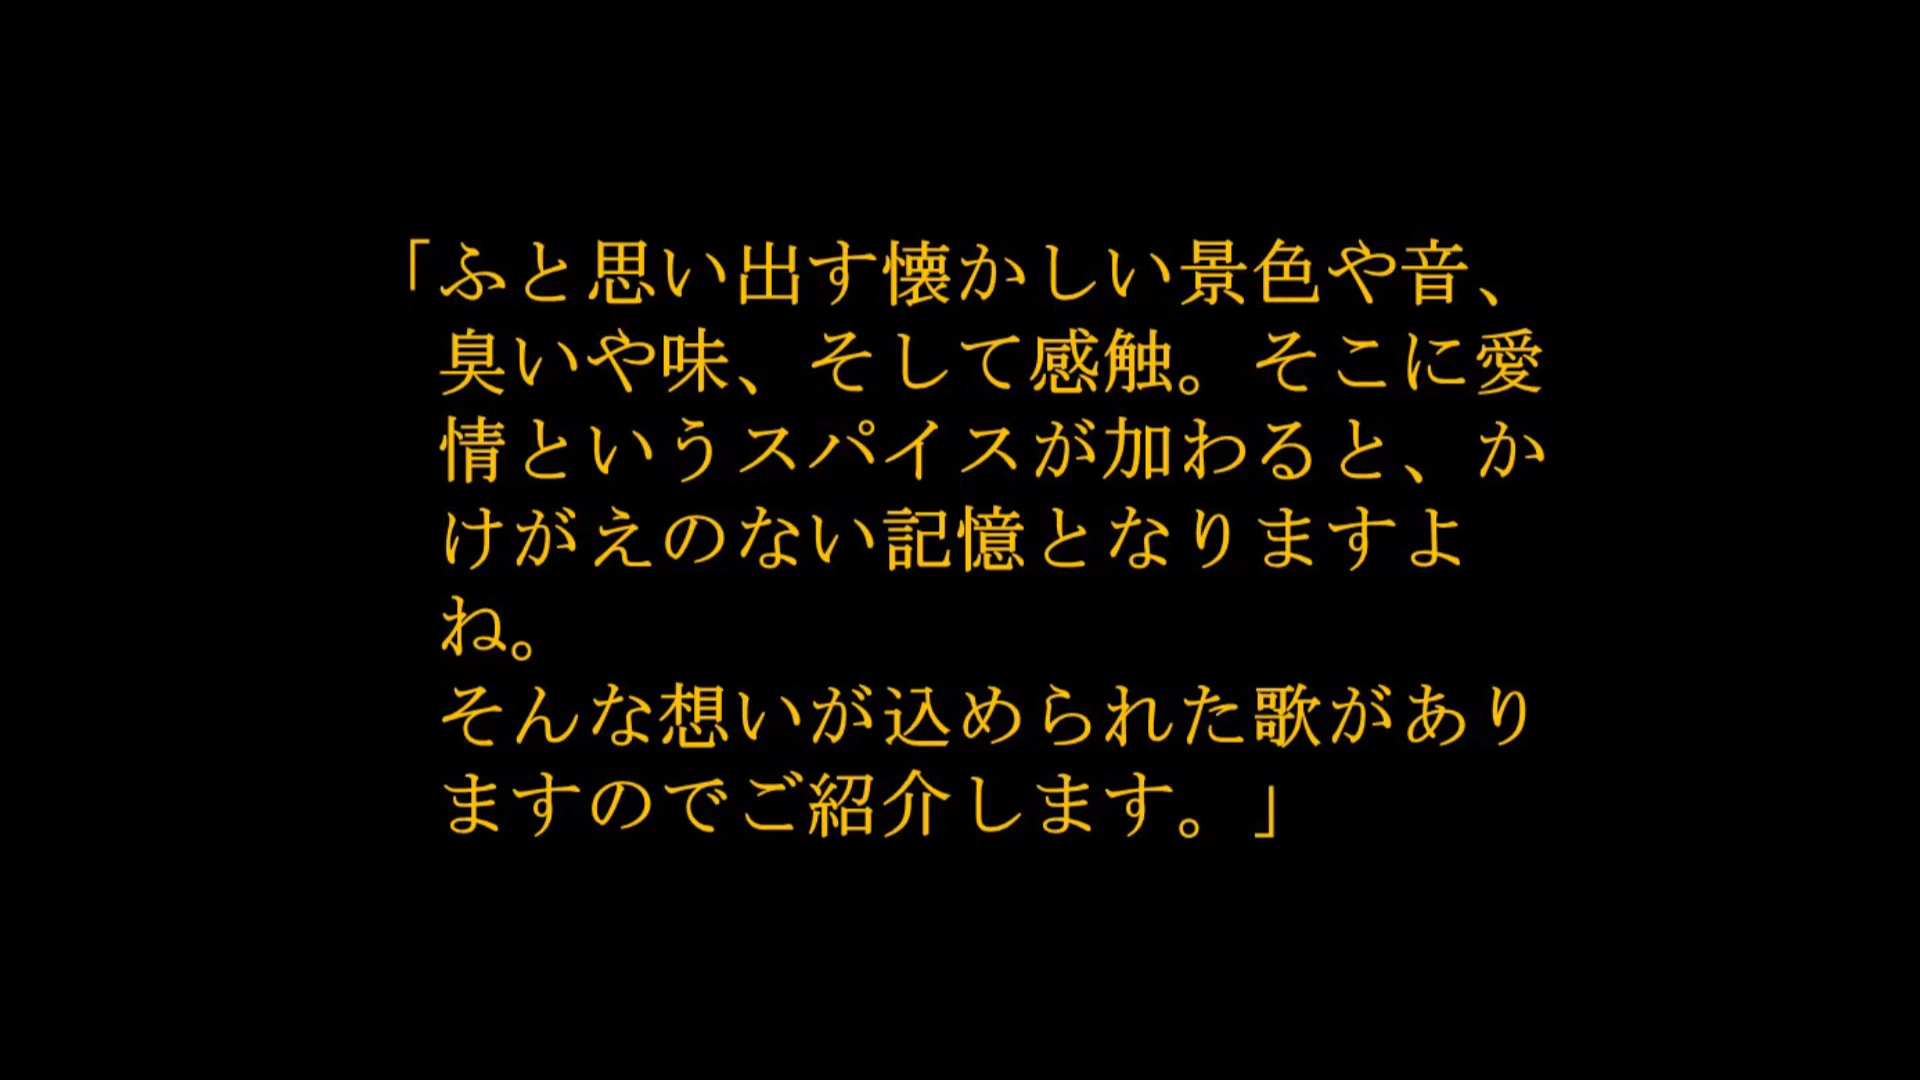 「ふと思い出す懐かしい景色や音、
臭いや味、そして感触。そこに愛
情というスパイスが加わると、か
けがえのない記憶となりますよ
ね。
そんな想いが込められた歌があり
ますのでご紹介します。」